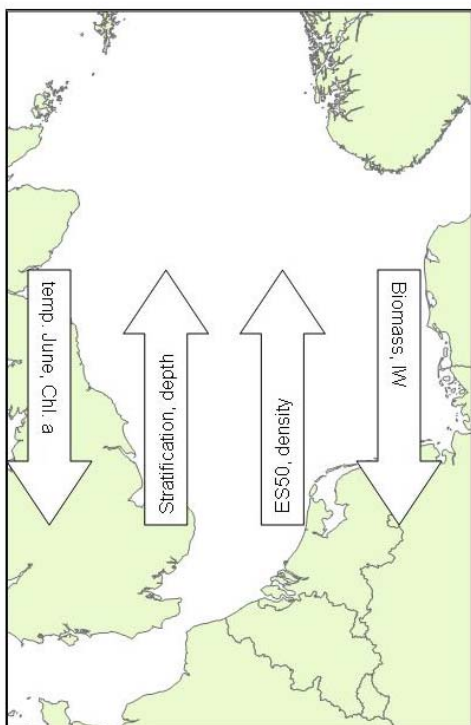 temp. June, Chl. a
Stratification, depth
ES50, density
Biomass, IW